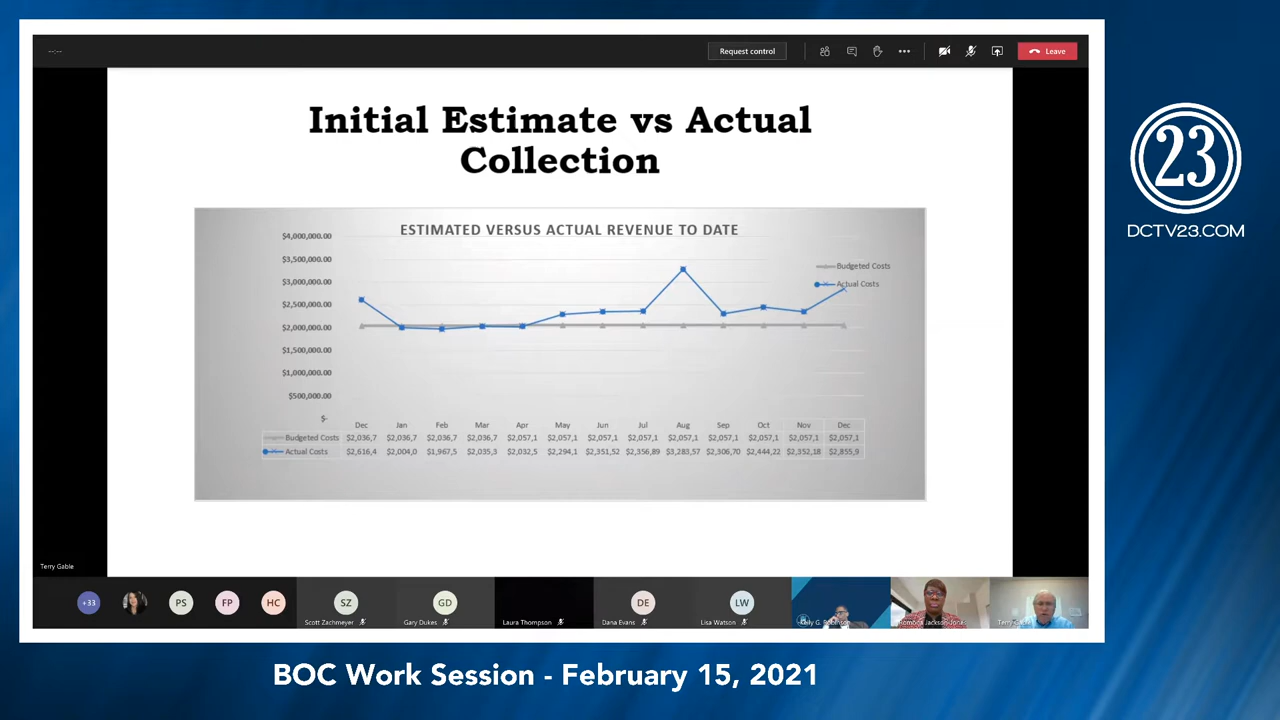 --:--
Request control
Leave
Initial Estimate vs Actual
Collection
ESTIMATED VERSUS ACTUAL REVENUE TO DATE
$4,000,000.00
$3,500,000.00
$3,000,000.00
$2,500,000.00
$2,000,000.00
$1,500,000.00
$1,000,000.00
$500,000.00
$-
Budgeted Costs
Actual Costs
Dec Jan Feb Mar Apr May Jun Jul Aug Sep Oct Nov Dec
Budgeted Costs $2,036,7 $2,036,7 $2,036,7 $2,036,7 $2,057,1 $2,057,1 $2,057,1 $2,057,1 $2,057,1 $2,057,1 $2,057,1 $2,057,1 $2,057,1
Actual Costs $2,616,4 $2,004,0 $1,967,5 $2,035,3 $2,032,5 $2,294,1 $2,351,52 $2,356,89 $3,283,57 $2,306,70 $2,444,22 $2,352,18 $2,855,9
Terry Gable
+33 PS FP HC SZ GD DE LW
Scott Zachmeyer Gary Dukes Laura Thompson Dana Evans Lisa Watson G. Robinson Romona Jackson-Jones
23
DCTV23.COM
BOC Work Session - February 15, 2021